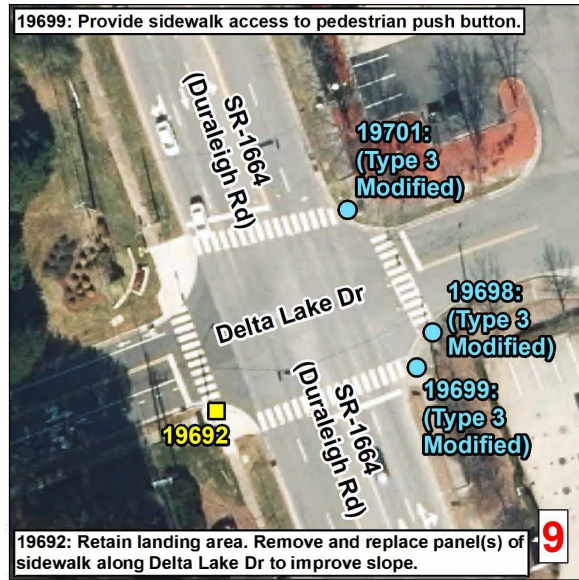 19699: Provide sidewalk access to pedestrian push button.
SR-1664
(Duraleigh Rd)
19701:
(Type 3
Modified)
19698:
(Type 3
Modified)
Delta Lake Dr
19699:
(Type 3
Modified)
SR-1664
(Duraleigh Rd)
19692
19692: Retain landing area. Remove and replace panel(s) of
sidewalk along Delta Lake Dr to improve slope.
9